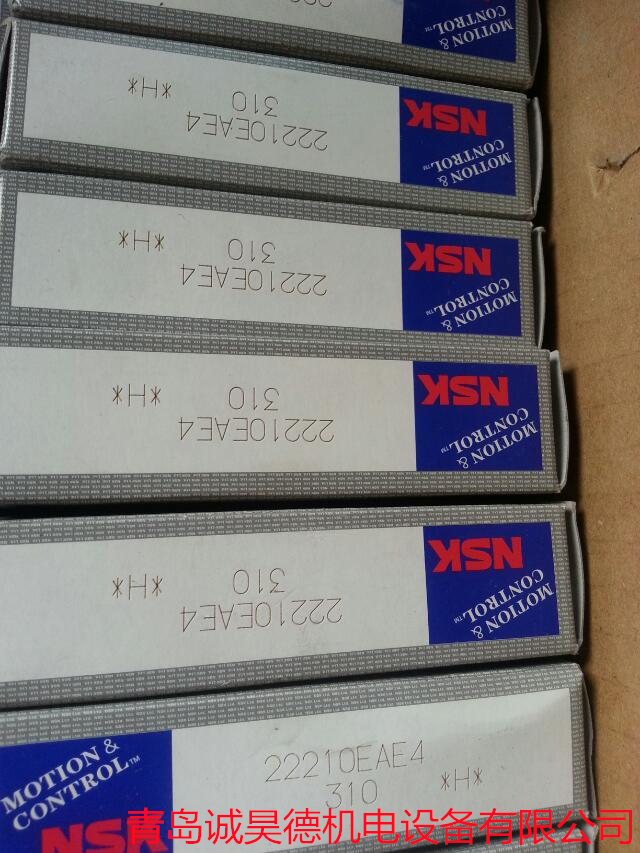 MOTION &
CONTROL™
NSK
22210EAE4
310
*H*
MOTION &
CONTROL™
NSK
22210EAE4
310
*H*
MOTION &
CONTROL™
NSK
22210EAE4
310
*H*
MOTION &
CONTROL™
NSK
22210EAE4
310
*H*
MOTION &
CONTROL™
MOTION &
CONTROL™
NSK
22210EAE4
310
*H*
青岛诚昊德机电设备有限公司